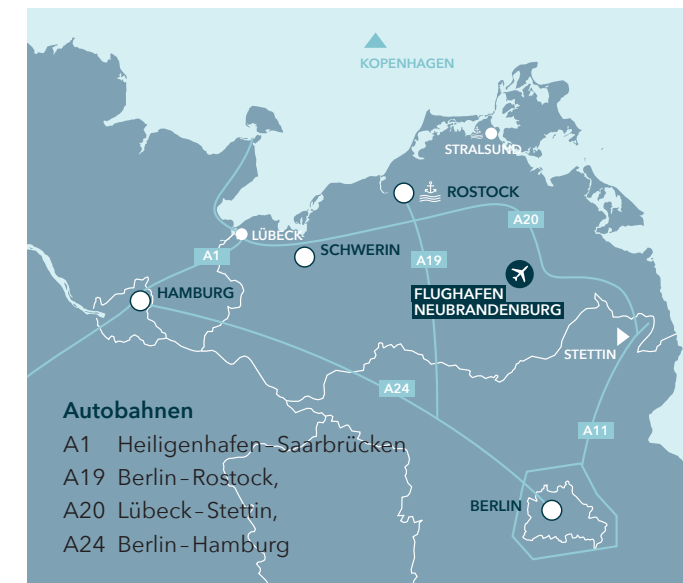 KOPENHAGEN
STRALSUND
ROSTOCK
A20
LÜBECK
SCHWERIN
A1
A19
HAMBURG
FLUGHAFEN
NEUBRANDENBURG
STETTIN
A24
Autobahnen
A1 Heiligenhafen–Saarbrücken
A11
A19 Berlin–Rostock,
BERLIN
A20 Lübeck–Stettin,
A24 Berlin–Hamburg